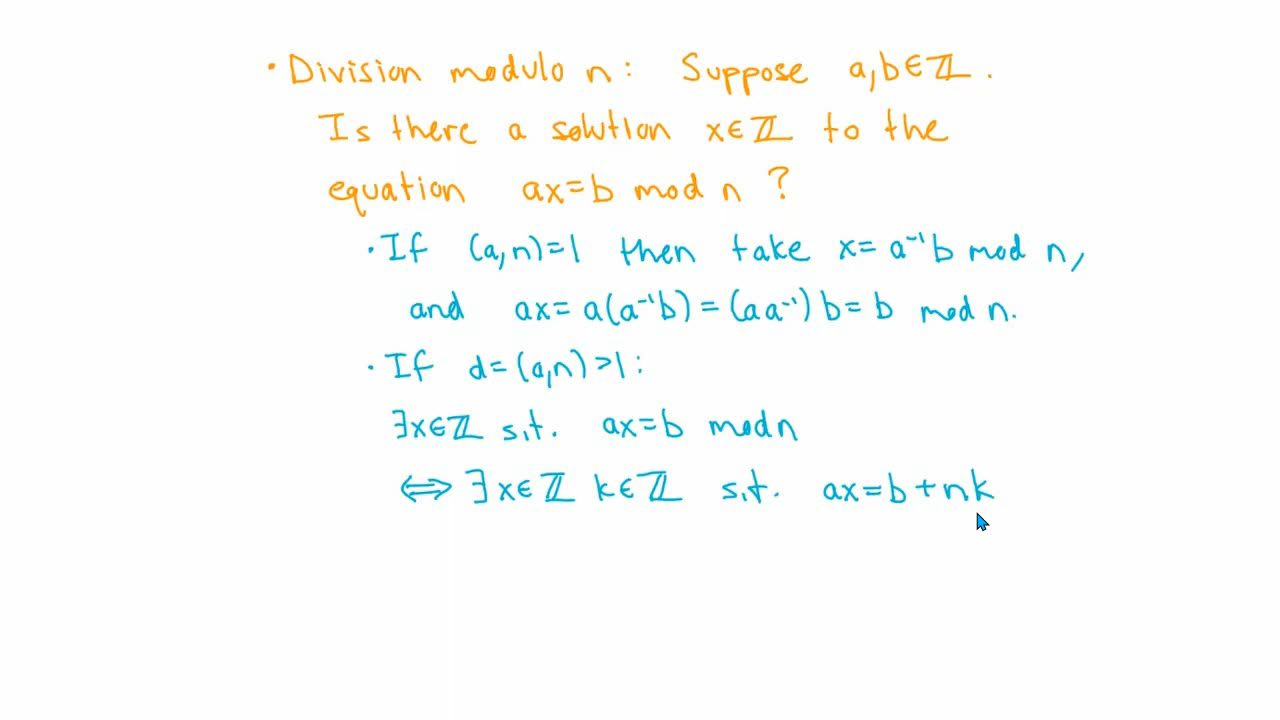 · Division modulo n: Suppose a,b∈ℤ.
Is there a solution x∈ℤ to the
equation ax=b mod n ?
· If (a,n)=1 then take x=a⁻¹b mod n,
and ax=a(a⁻¹b)=(aa⁻¹)b=b mod n.
· If d=(a,n)>1:
∃x∈ℤ s.t. ax=b mod n
⇔ ∃x∈ℤ k∈ℤ s.t. ax=b+nk